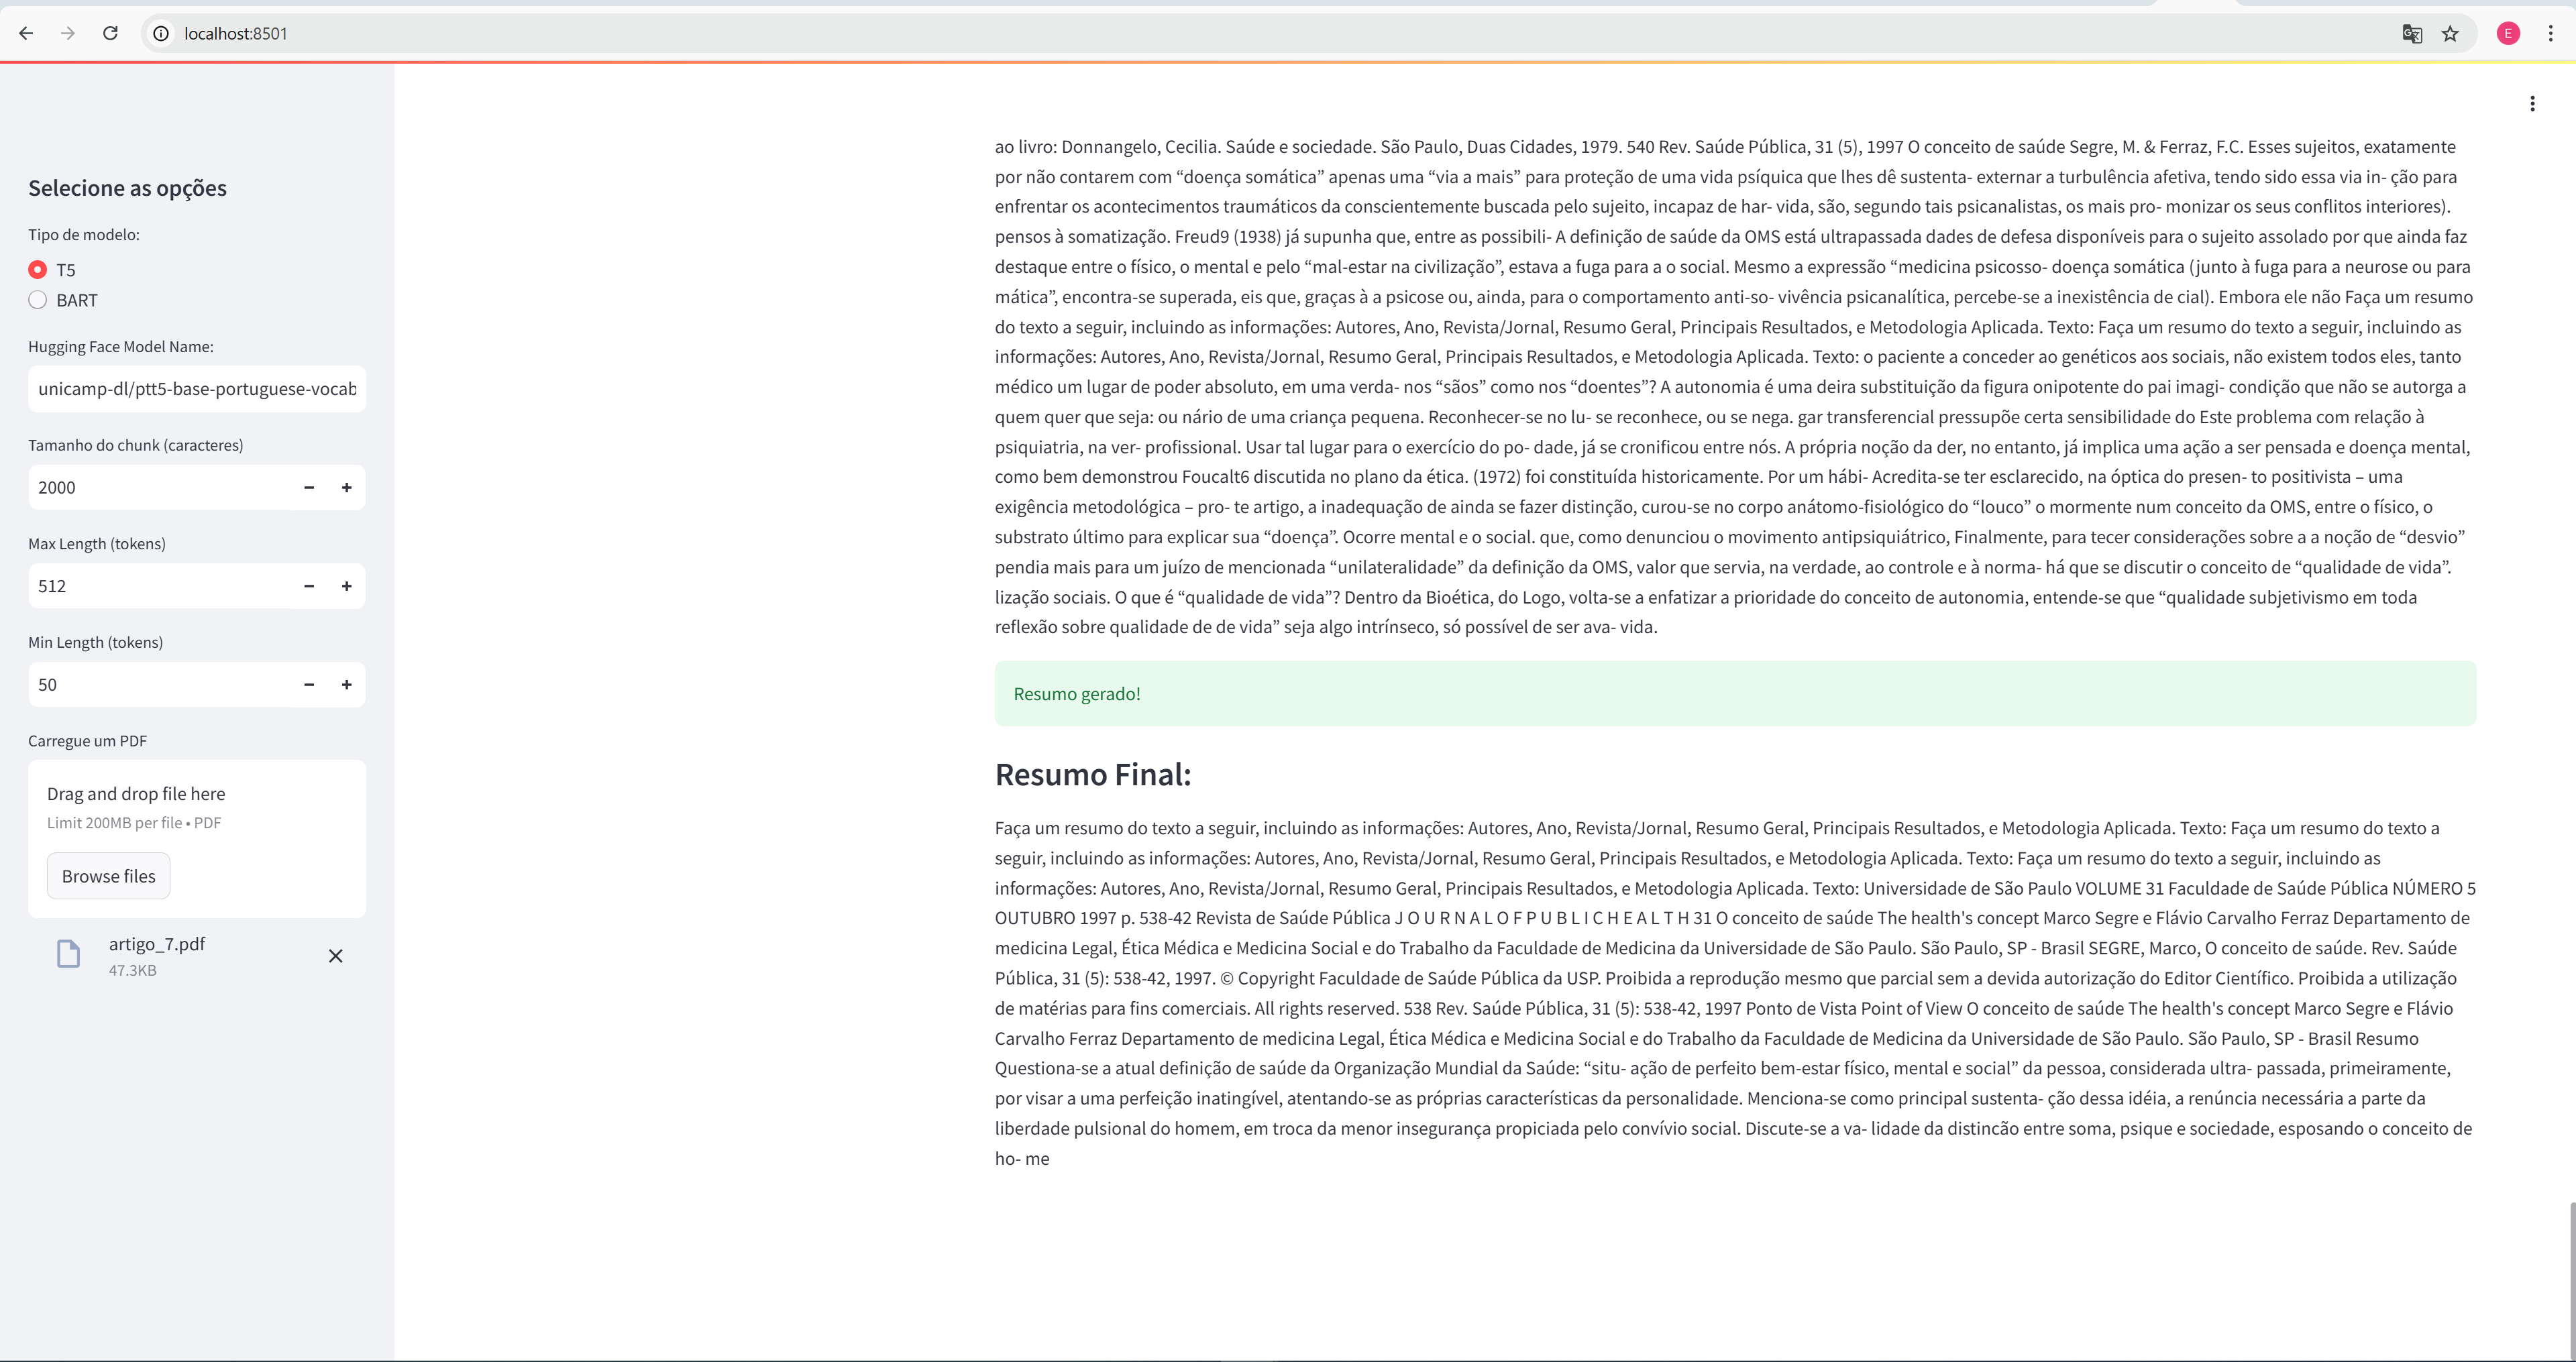 localhost:8501
E
Selecione as opções
Tipo de modelo:
T5
BART
Hugging Face Model Name:
unicamp-dl/ptt5-base-portuguese-vocab
Tamanho do chunk (caracteres)
2000
Max Length (tokens)
512
Min Length (tokens)
50
Carregue um PDF
Drag and drop file here
Limit 200MB per file • PDF
Browse files
artigo_7.pdf
47.3KB
ao livro: Donnangelo, Cecilia. Saúde e sociedade. São Paulo, Duas Cidades, 1979. 540 Rev. Saúde Pública, 31 (5), 1997 O conceito de saúde Segre, M. & Ferraz, F.C. Esses sujeitos, exatamente
por não contarem com “doença somática” apenas uma “via a mais” para proteção de uma vida psíquica que lhes dê sustenta- externar a turbulência afetiva, tendo sido essa via in- ção para
enfrentar os acontecimentos traumáticos da conscientemente buscada pelo sujeito, incapaz de har- vida, são, segundo tais psicanalistas, os mais pro- monizar os seus conflitos interiores).
pensos à somatização. Freud9 (1938) já supunha que, entre as possibili- A definição de saúde da OMS está ultrapassada dades de defesa disponíveis para o sujeito assolado por que ainda faz
destaque entre o físico, o mental e pelo “mal-estar na civilização”, estava a fuga para a o social. Mesmo a expressão “medicina psicosso- doença somática (junto à fuga para a neurose ou para
mática”, encontra-se superada, eis que, graças à a psicose ou, ainda, para o comportamento anti-so- vivência psicanalítica, percebe-se a inexistência de cial). Embora ele não Faça um resumo
do texto a seguir, incluindo as informações: Autores, Ano, Revista/Jornal, Resumo Geral, Principais Resultados, e Metodologia Aplicada. Texto: Faça um resumo do texto a seguir, incluindo as
informações: Autores, Ano, Revista/Jornal, Resumo Geral, Principais Resultados, e Metodologia Aplicada. Texto: o paciente a conceder ao genéticos aos sociais, não existem todos eles, tanto
médico um lugar de poder absoluto, em uma verda- nos “sãos” como nos “doentes”? A autonomia é uma deira substituição da figura onipotente do pai imagi- condição que não se autorga a
quem quer que seja: ou nário de uma criança pequena. Reconhecer-se no lu- se reconhece, ou se nega. gar transferencial pressupõe certa sensibilidade do Este problema com relação à
psiquiatria, na ver- profissional. Usar tal lugar para o exercício do po- dade, já se cronificou entre nós. A própria noção da der, no entanto, já implica uma ação a ser pensada e doença mental,
como bem demonstrou Foucalt6 discutida no plano da ética. (1972) foi constituída historicamente. Por um hábi- Acredita-se ter esclarecido, na óptica do presen- to positivista – uma
exigência metodológica – pro- te artigo, a inadequação de ainda se fazer distinção, curou-se no corpo anátomo-fisiológico do “louco” o mormente num conceito da OMS, entre o físico, o
substrato último para explicar sua “doença”. Ocorre mental e o social. que, como denunciou o movimento antipsiquiátrico, Finalmente, para tecer considerações sobre a a noção de “desvio”
pendia mais para um juízo de mencionada “unilateralidade” da definição da OMS, valor que servia, na verdade, ao controle e à norma- há que se discutir o conceito de “qualidade de vida”.
lização sociais. O que é “qualidade de vida”? Dentro da Bioética, do Logo, volta-se a enfatizar a prioridade do conceito de autonomia, entende-se que “qualidade subjetivismo em toda
reflexão sobre qualidade de de vida” seja algo intrínseco, só possível de ser ava- vida.
Resumo gerado!
Resumo Final:
Faça um resumo do texto a seguir, incluindo as informações: Autores, Ano, Revista/Jornal, Resumo Geral, Principais Resultados, e Metodologia Aplicada. Texto: Faça um resumo do texto a
seguir, incluindo as informações: Autores, Ano, Revista/Jornal, Resumo Geral, Principais Resultados, e Metodologia Aplicada. Texto: Faça um resumo do texto a seguir, incluindo as
informações: Autores, Ano, Revista/Jornal, Resumo Geral, Principais Resultados, e Metodologia Aplicada. Texto: Universidade de São Paulo VOLUME 31 Faculdade de Saúde Pública NÚMERO 5
OUTUBRO 1997 p. 538-42 Revista de Saúde Pública J O U R N A L O F P U B L I C H E A L T H 31 O conceito de saúde The health's concept Marco Segre e Flávio Carvalho Ferraz Departamento de
medicina Legal, Ética Médica e Medicina Social e do Trabalho da Faculdade de Medicina da Universidade de São Paulo. São Paulo, SP - Brasil SEGRE, Marco, O conceito de saúde. Rev. Saúde
Pública, 31 (5): 538-42, 1997. © Copyright Faculdade de Saúde Pública da USP. Proibida a reprodução mesmo que parcial sem a devida autorização do Editor Científico. Proibida a utilização
de matérias para fins comerciais. All rights reserved. 538 Rev. Saúde Pública, 31 (5): 538-42, 1997 Ponto de Vista Point of View O conceito de saúde The health's concept Marco Segre e Flávio
Carvalho Ferraz Departamento de medicina Legal, Ética Médica e Medicina Social e do Trabalho da Faculdade de Medicina da Universidade de São Paulo. São Paulo, SP - Brasil Resumo
Questiona-se a atual definição de saúde da Organização Mundial da Saúde: “situ- ação de perfeito bem-estar físico, mental e social” da pessoa, considerada ultra- passada, primeiramente,
por visar a uma perfeição inatingível, atentando-se as próprias características da personalidade. Menciona-se como principal sustenta- ção dessa idéia, a renúncia necessária a parte da
liberdade pulsional do homem, em troca da menor insegurança propiciada pelo convívio social. Discute-se a va- lidade da distincão entre soma, psique e sociedade, esposando o conceito de
ho- me